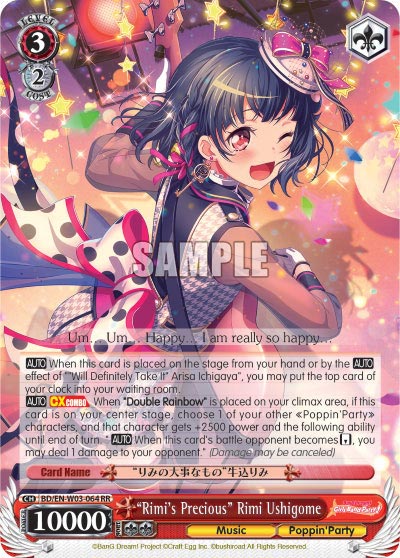 LEVEL
3
2
COST
SAMPLE
Um... Um... Happy... I am really so happy...
AUTO When this card is placed on the stage from your hand or by the AUTO
effect of "“Will Definitely Take It” Arisa Ichigaya", you may put the top card of
your clock into your waiting room.
AUTO CXCOMBO When "Double Rainbow" is placed on your climax area, if this
card is on your center stage, choose 1 of your other «Poppin'Party»
characters, and that character gets +2500 power and the following ability
until end of turn. "AUTO When this card's battle opponent becomes, you
may deal 1 damage to your opponent." (Damage may be canceled)
Card Name
“りみの大事なもの”牛込りみ
CH BD/EN-W03-064 RR
“Rimi's Precious” Rimi Ushigome
POWER
10000
Music
Poppin'Party
©BanG Dream! Project ©Craft Egg Inc. ©bushiroad All Rights Reserved.